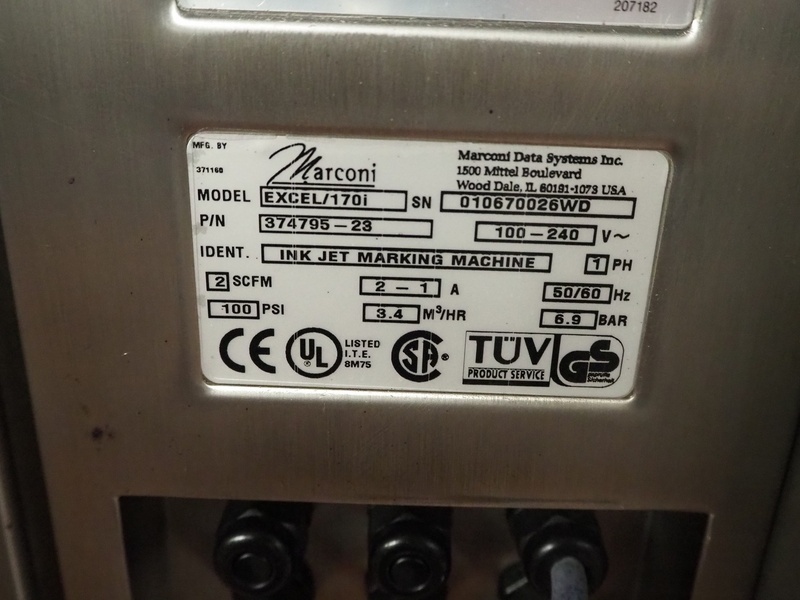 207182
MFG. BY
371160
Marconi
Marconi Data Systems Inc.
1500 Mittel Boulevard
Wood Dale, IL 60191-1073 USA
MODEL EXCEL/170i SN 010670026WD
P/N 374795-23 100-240 V~
IDENT. INK JET MARKING MACHINE 1 PH
2 SCFM 2 - 1 A 50/60 Hz
100 PSI 3.4 M³/HR 6.9 BAR
CE UL LISTED I.T.E. 8M75 SA TÜV PRODUCT SERVICE GS